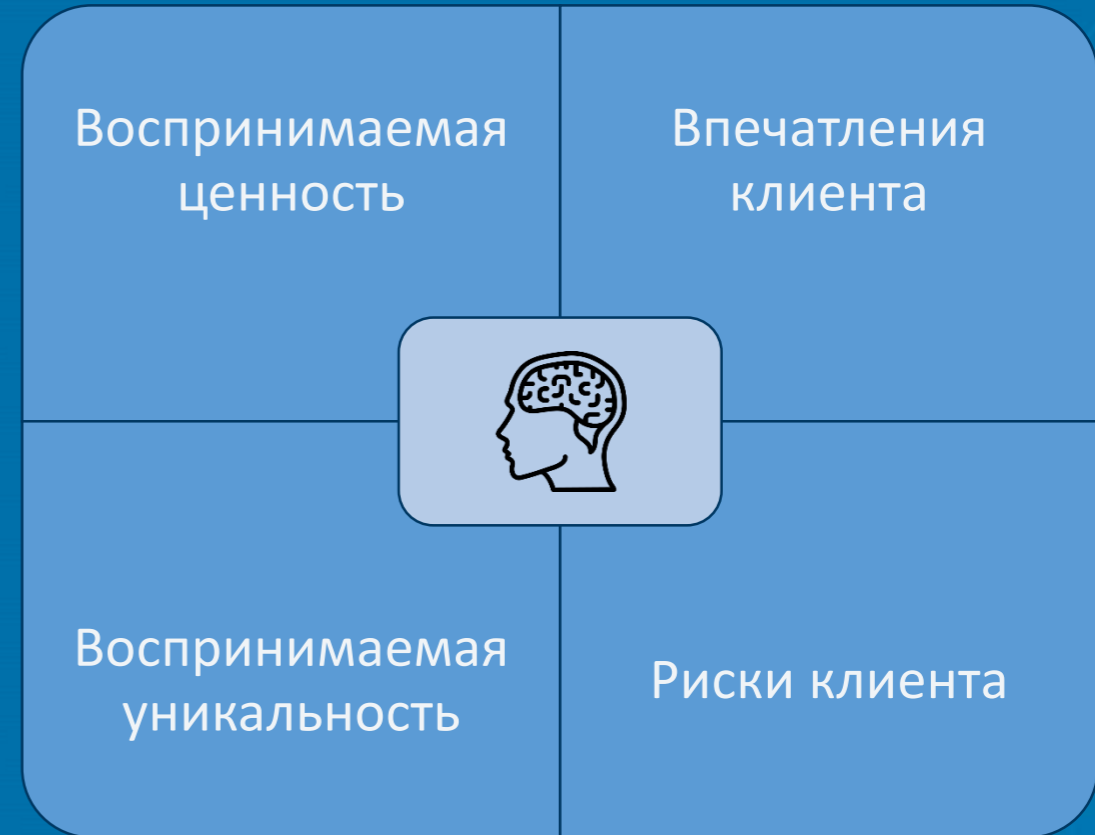 Воспринимаемая
ценность
Впечатления
клиента
Воспринимаемая
уникальность
Риски клиента